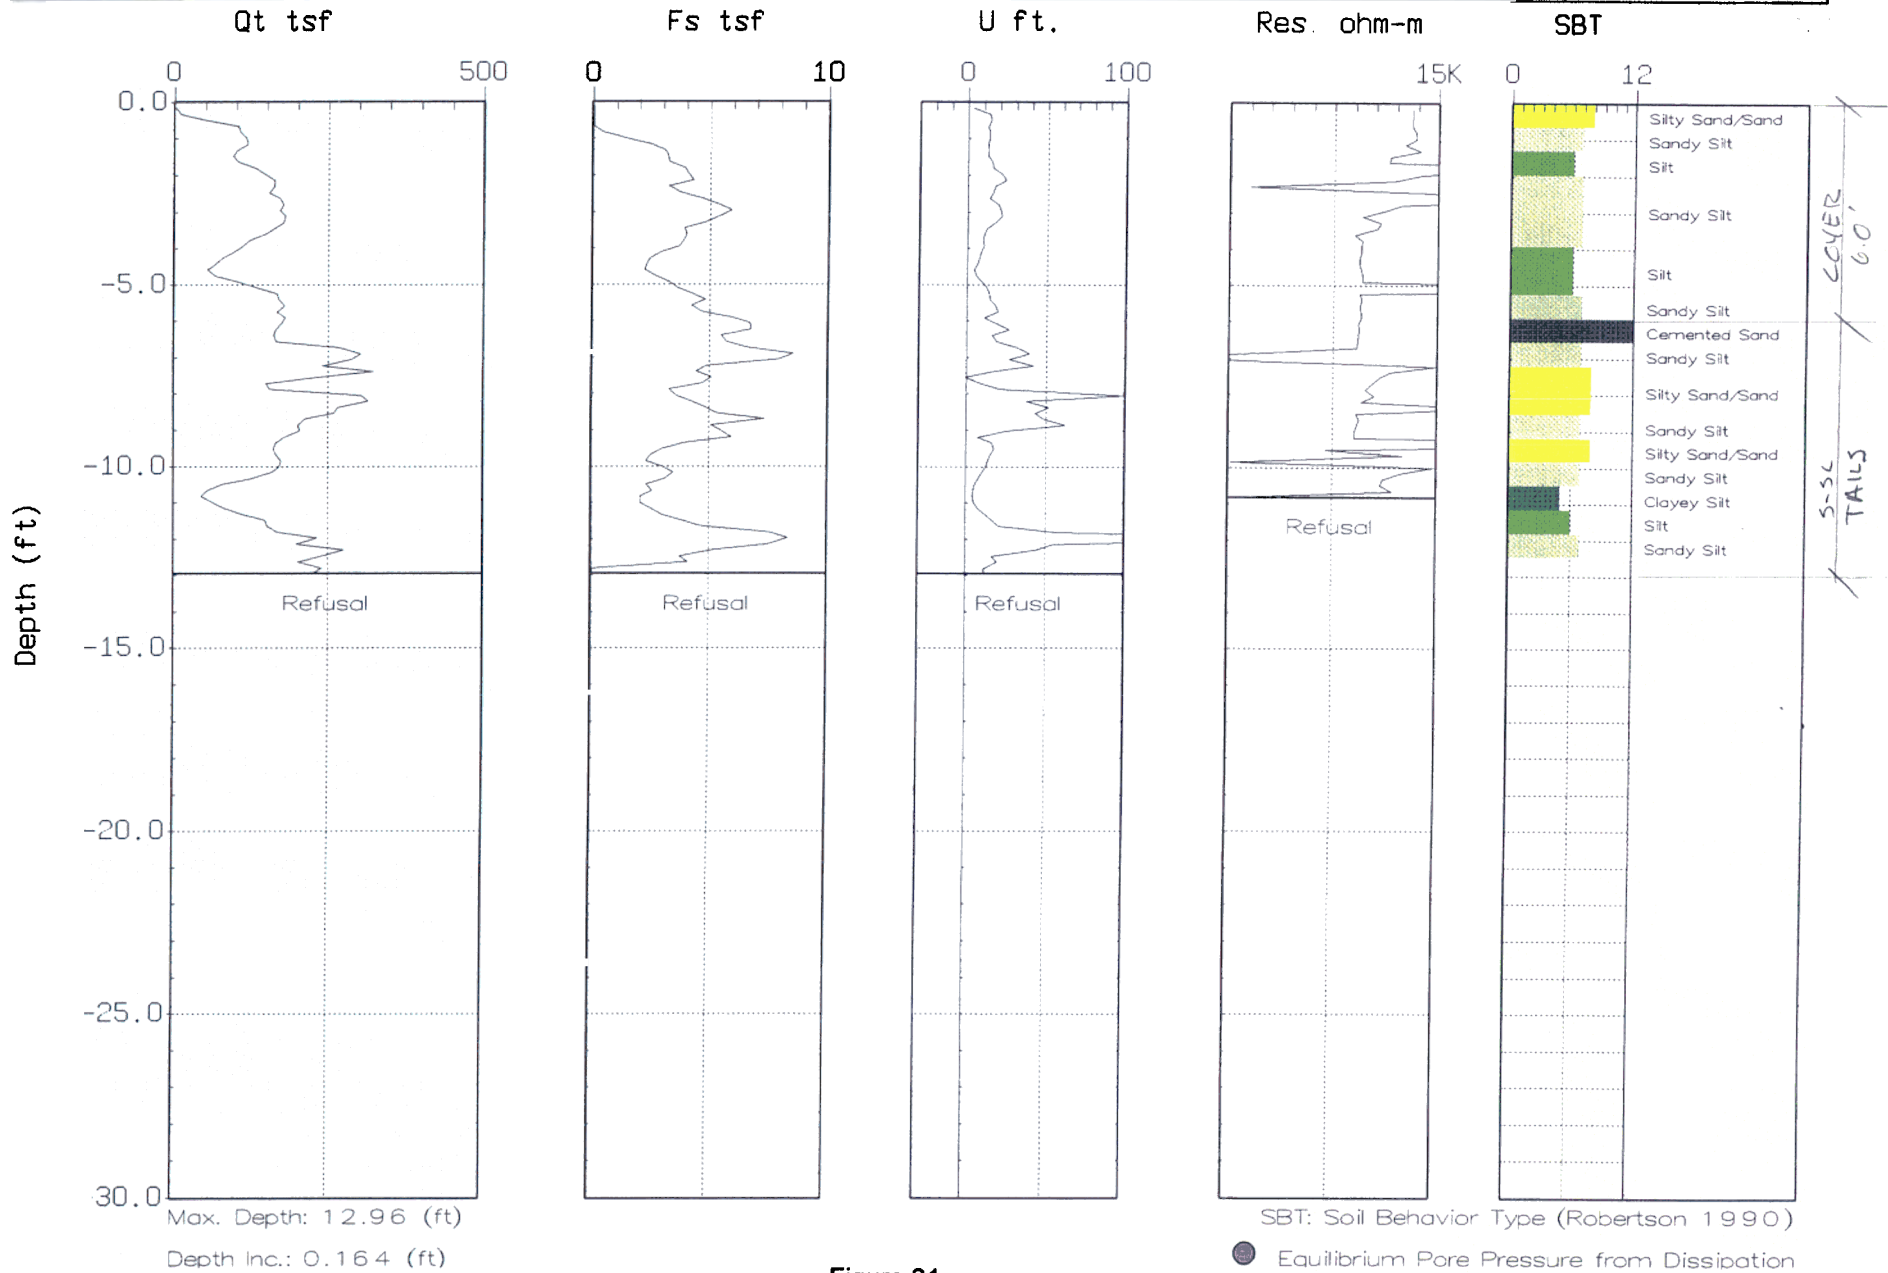 Qt tsf Fs tsf U ft. Res. ohm-m SBT
0 500 0 10 0 100 15K 0 12
0.0
Silty Sand/Sand
Sandy Silt
Silt
Sandy Silt
COVER
6.0'
Silt
-5.0
Sandy Silt
Cemented Sand
Sandy Silt
Silty Sand/Sand
Sandy Silt
Silty Sand/Sand
-10.0
Sandy Silt
S-SL
TAILS
Clayey Silt
Silt
Refusal
Sandy Silt
Refusal Refusal Refusal
Depth (ft)
-15.0
-20.0
-25.0
30.0
Max. Depth: 12.96 (ft) SBT: Soil Behavior Type (Robertson 1990)
Depth Inc.: 0.164 (ft) Equilibrium Pore Pressure from Dissipation